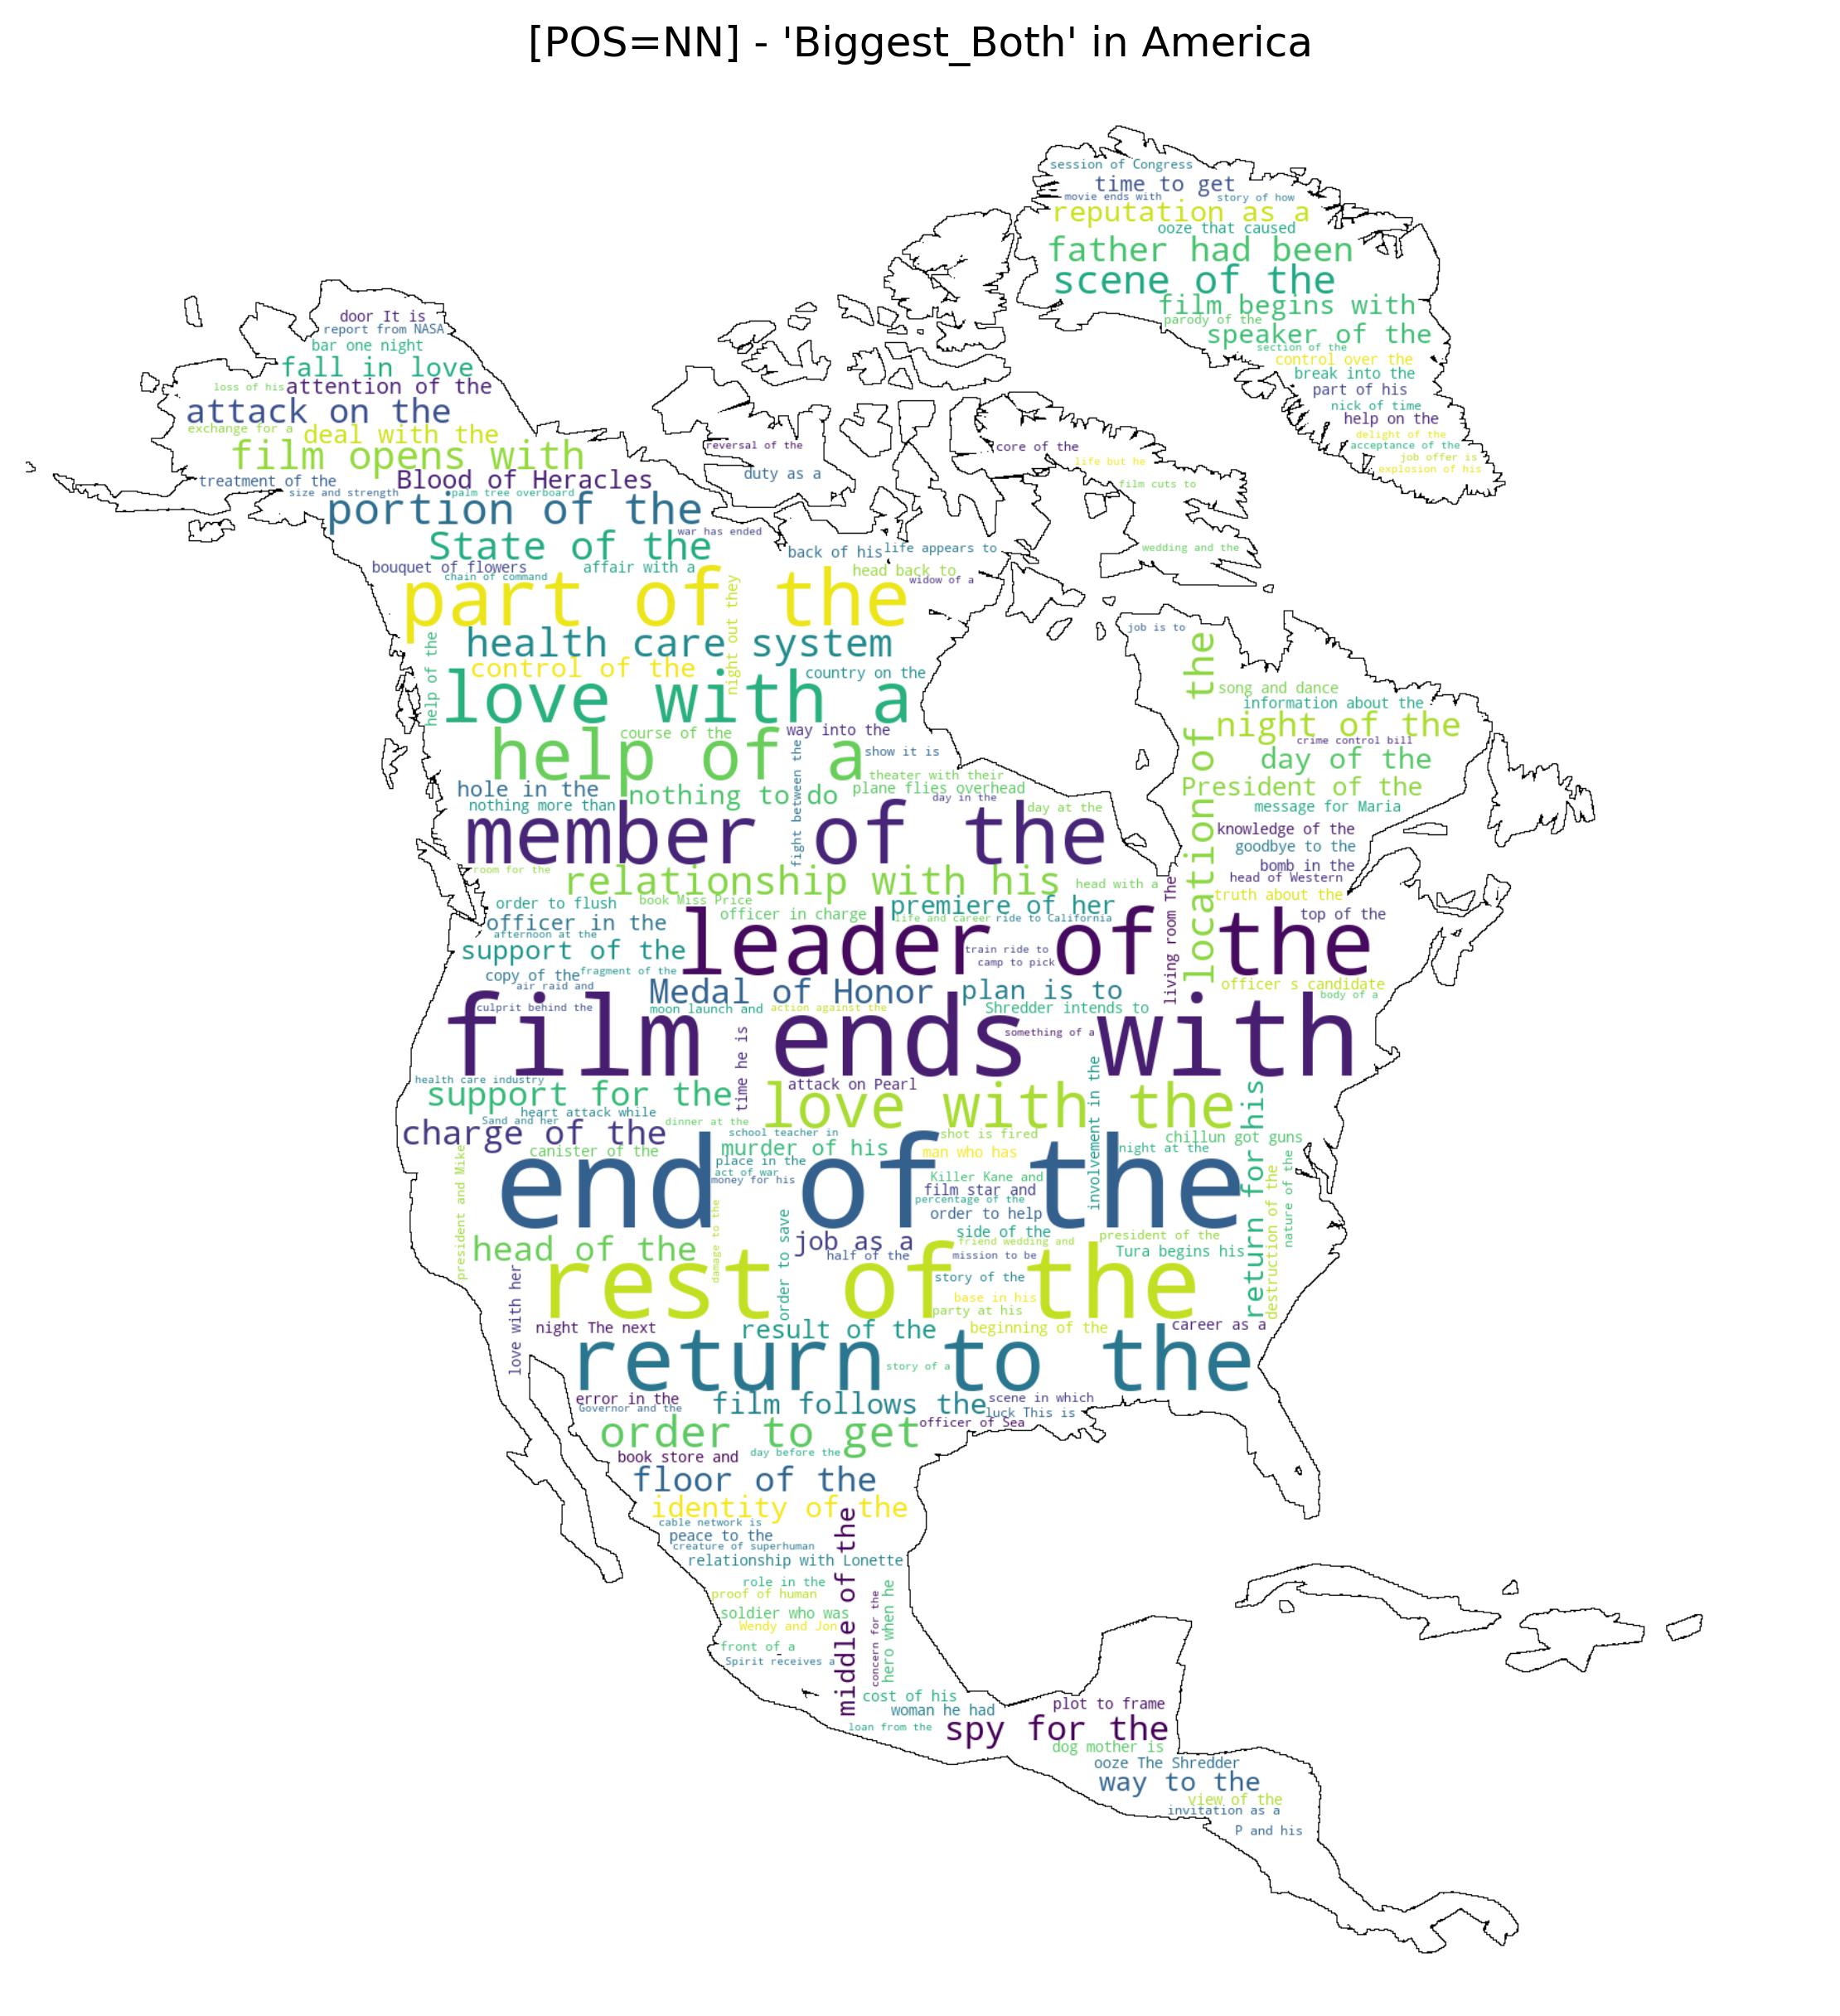 [POS=NN] - 'Biggest_Both' in America
session of Congress
time to get
movie ends with
story of how
reputation as a
ooze that caused
father had been
scene of the
film begins with
parody of the
speaker of the
section of the
control over the
break into the
part of his
nick of time
help on the
delight of the
acceptance of the
job offer is
explosion of his
door It is
report from NASA
bar one night
fall in love
loss of his
attention of the
attack on the
exchange for a
deal with the
film opens with
treatment of the
Blood of Heracles
size and strength
palm tree overboard
portion of the
reversal of the
duty as a
core of the
life but he
film cuts to
wedding and the
war has ended
State of the
back of his
life appears to
bouquet of flowers
chain of command
affair with a
head back to
widow of a
part of the
night out they
help of the
health care system
control of the
country on the
love with a
course of the
way into the
help of a
show it is
fight between the
theater with their
hole in the
nothing more than
nothing to do
plane flies overhead
day in the
day at the
member of the
room for the
relationship with his
head with a
job is to
location of the
song and dance
information about the
night of the
crime control bill
day of the
President of the
message for Maria
knowledge of the
goodbye to the
bomb in the
head of Western
truth about the
living room The
order to flush
book Miss Price
premiere of her
officer in the
officer in charge
life and career
ride to California
top of the
afternoon at the
support of the
leader of the
train ride to
camp to pick
copy of the
fragment of the
air raid and
Medal of Honor
plan is to
officer s candidate
body of a
culprit behind the
moon launch and
action against the
Shredder intends to
film ends with
something of a
time he is
health care industry
support for the
attack on Pearl
love with the
involvement in the
return for his
heart attack while
Sand and her
charge of the
dinner at the
school teacher in
shot is fired
chillun got guns
canister of the
murder of his
man who has
night at the
end of the
place in the
act of war
money for his
Killer Kane and
film star and
percentage of the
order to help
president and Mike
damage to the
order to save
destruction of the
nature of the
side of the
president of the
head of the
job as a
friend wedding and
Tura begins his
half of the
mission to be
rest of the
story of the
base in his
party at his
love with her
night The next
result of the
beginning of the
career as a
return to the
story of a
error in the
Governor and the
film follows the
scene in which
luck This is
order to get
officer of Sea
book store and
day before the
floor of the
identity of the
cable network is
peace to the
creature of superhuman
relationship with Lonette
middle of the
role in the
proof of human
concern for the
hero when he
soldier who was
Wendy and Jon
front of a
Spirit receives a
cost of his
woman he had
plot to frame
loan from the
spy for the
dog mother is
ooze The Shredder
way to the
view of the
invitation as a
P and his